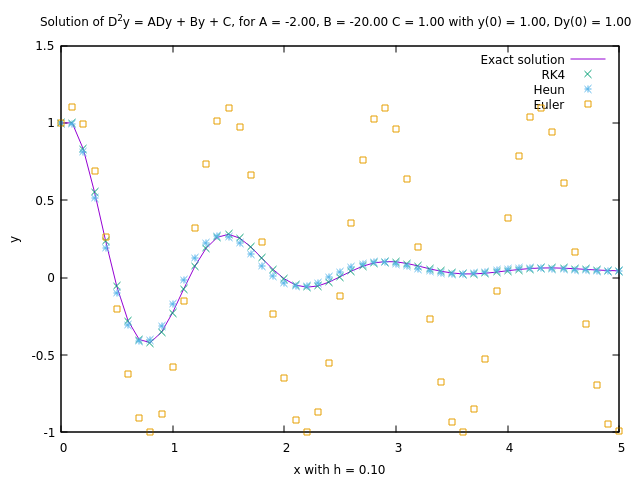 Solution of D²y = ADy + By + C, for A = -2.00, B = -20.00 C = 1.00 with y(0) = 1.00, Dy(0) = 1.00
1.5
Exact solution
RK4
Heun
Euler
1
0.5
y
0
-0.5
-1
0 1 2 3 4 5
x with h = 0.10